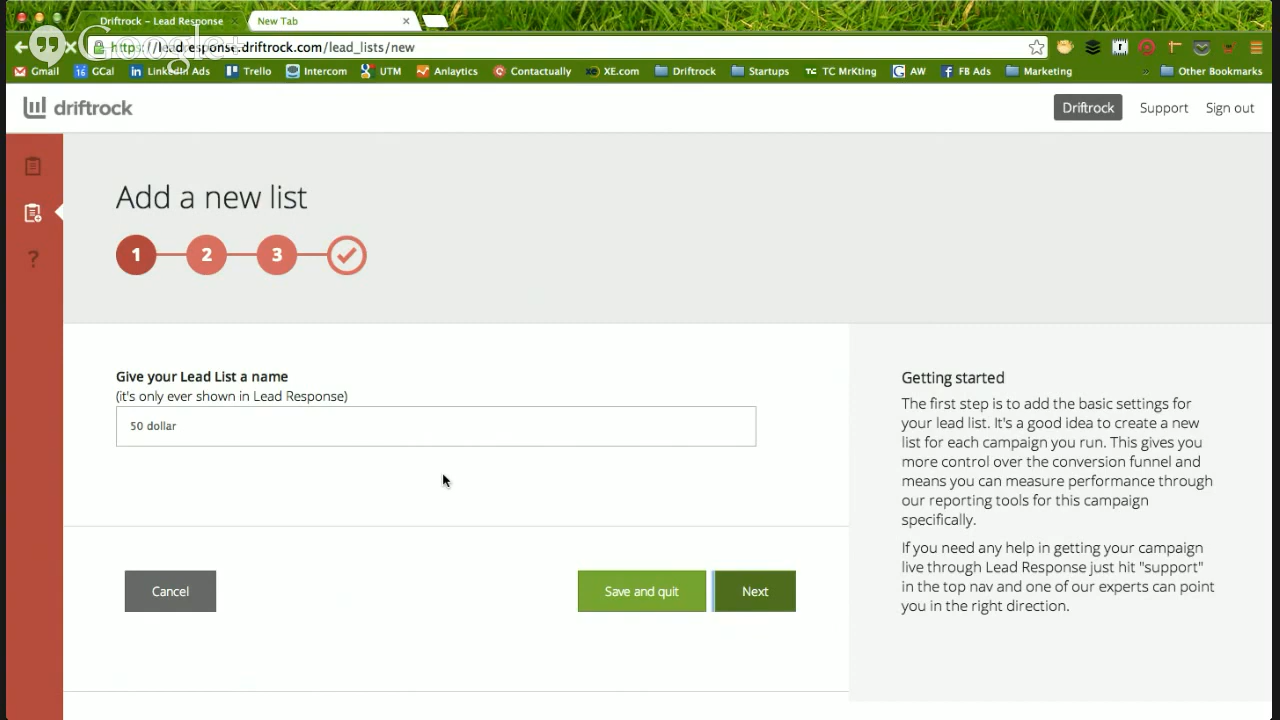 Driftrock – Lead Response
New Tab
Google+
https://leadresponse.driftrock.com/lead_lists/new
Gmail
16 GCal
in LinkedIn Ads
Trello
Intercom
UTM
Anlaytics
Contactually
XE.com
Driftrock
Startups
TC TC MrKting
AW
FB Ads
Marketing
»
Other Bookmarks
driftrock
Driftrock
Support
Sign out
?
Add a new list
1
2
3
Give your Lead List a name
(it's only ever shown in Lead Response)
50 dollar
Cancel
Save and quit
Next
Getting started
The first step is to add the basic settings for
your lead list. It's a good idea to create a new
list for each campaign you run. This gives you
more control over the conversion funnel and
means you can measure performance through
our reporting tools for this campaign
specifically.
If you need any help in getting your campaign
live through Lead Response just hit "support"
in the top nav and one of our experts can point
you in the right direction.